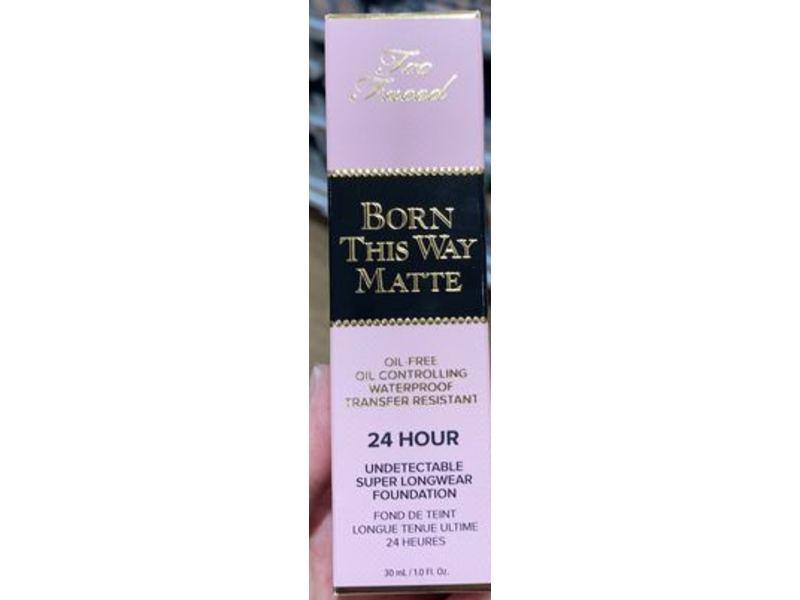 Too
Faced
BORN
THIS WAY
MATTE
OIL-FREE
OIL CONTROLLING
WATERPROOF
TRANSFER RESISTANT
24 HOUR
UNDETECTABLE
SUPER LONGWEAR
FOUNDATION
FOND DE TEINT
LONGUE TENUE ULTIME
24 HEURES
30 mL / 1.0 Fl. Oz.